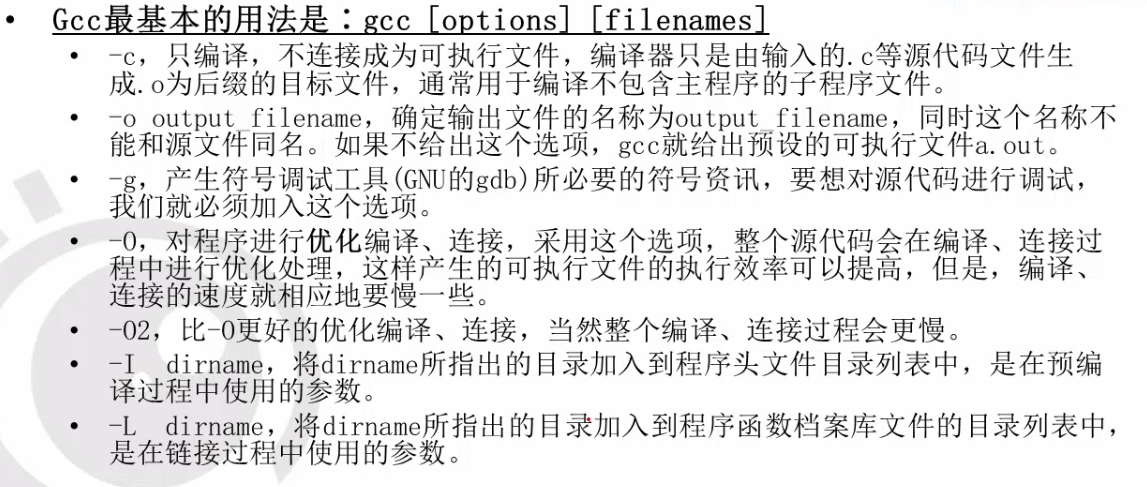 • Gcc最基本的用法是：gcc [options] [filenames]
• -c，只编译，不连接成为可执行文件，编译器只是由输入的.c等源代码文件生
成.o为后缀的目标文件，通常用于编译不包含主程序的子程序文件。
• -o output_filename，确定输出文件的名称为output_filename，同时这个名称不
能和源文件同名。如果不给出这个选项，gcc就给出预设的可执行文件a.out。
• -g，产生符号调试工具(GNU的gdb)所必要的符号资讯，要想对源代码进行调试，
我们就必须加入这个选项。
• -O，对程序进行优化编译、连接，采用这个选项，整个源代码会在编译、连接过
程中进行优化处理，这样产生的可执行文件的执行效率可以提高，但是，编译、
连接的速度就相应地要慢一些。
• -O2，比-O更好的优化编译、连接，当然整个编译、连接过程会更慢。
• -I dirname，将dirname所指出的目录加入到程序头文件目录列表中，是在预编
译过程中使用的参数。
• -L dirname，将dirname所指出的目录加入到程序函数档案库文件的目录列表中，
是在链接过程中使用的参数。